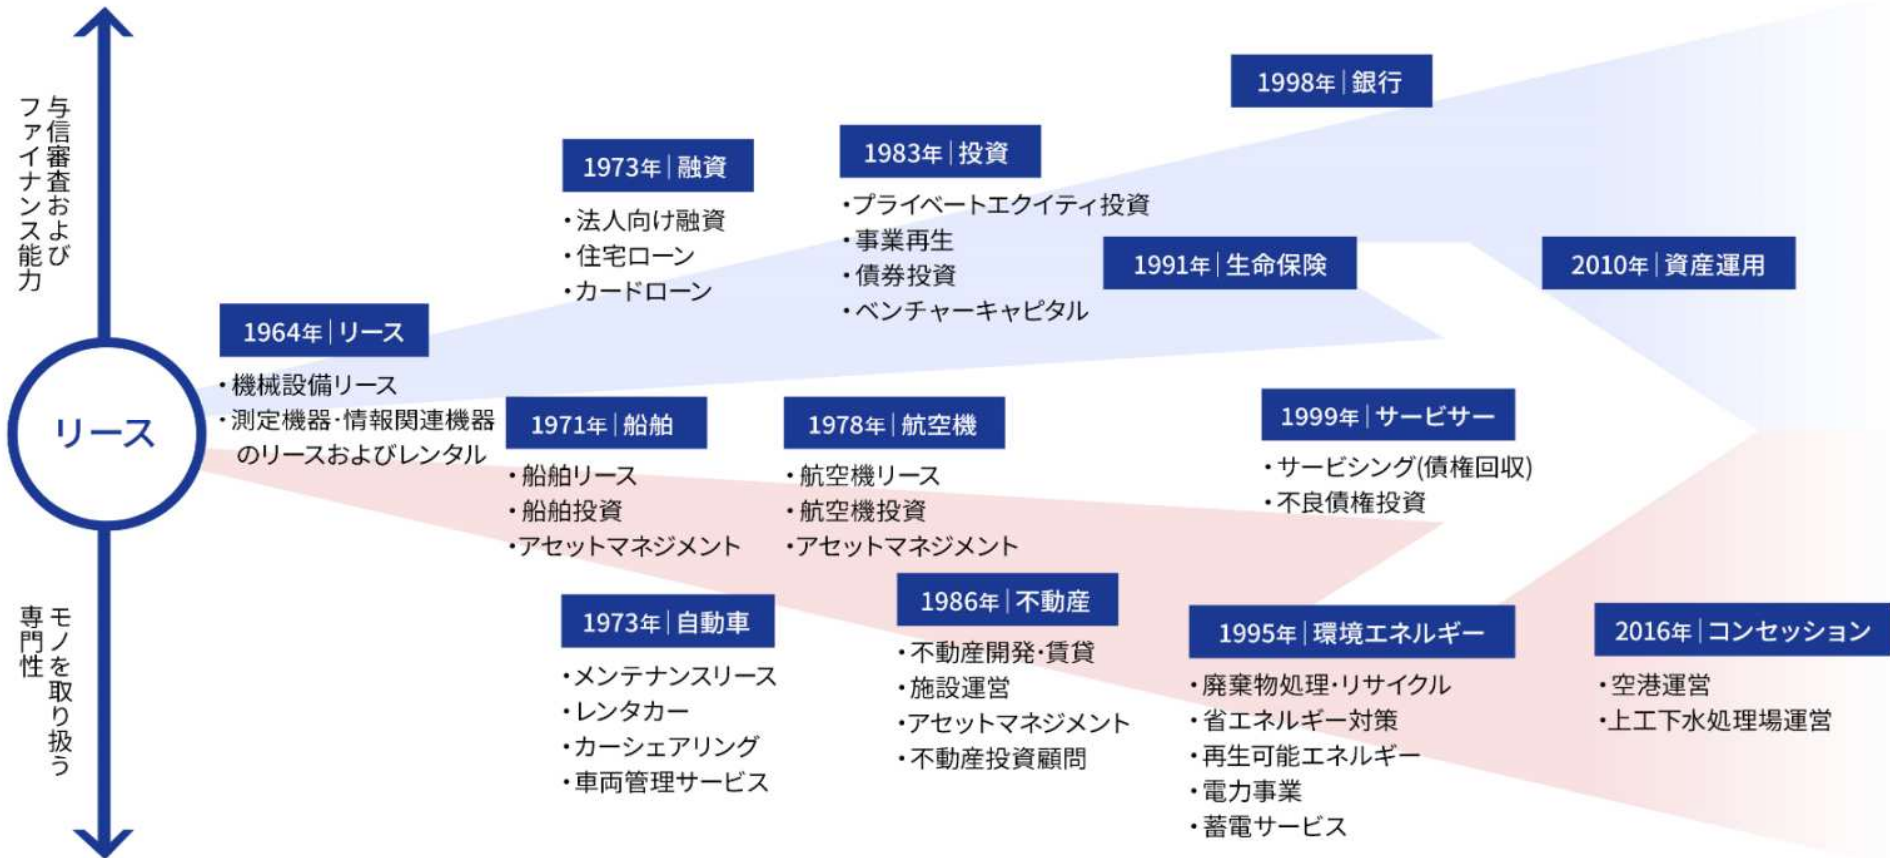 与信審査および
ファイナンス能力
リース
モノを取り扱う
専門性
1964年|リース
・機械設備リース
・測定機器･情報関連機器
のリースおよびレンタル
1973年|融資
・法人向け融資
・住宅ローン
・カードローン
1983年|投資
・プライベートエクイティ投資
・事業再生
・債券投資
・ベンチャーキャピタル
1998年|銀行
1991年|生命保険
2010年|資産運用
1971年|船舶
・船舶リース
・船舶投資
・アセットマネジメント
1978年|航空機
・航空機リース
・航空機投資
・アセットマネジメント
1999年|サービサー
・サービシング(債権回収)
・不良債権投資
1973年|自動車
・メンテナンスリース
・レンタカー
・カーシェアリング
・車両管理サービス
1986年|不動産
・不動産開発･賃貸
・施設運営
・アセットマネジメント
・不動産投資顧問
1995年|環境エネルギー
・廃棄物処理･リサイクル
・省エネルギー対策
・再生可能エネルギー
・電力事業
・蓄電サービス
2016年|コンセッション
・空港運営
・上工下水処理場運営